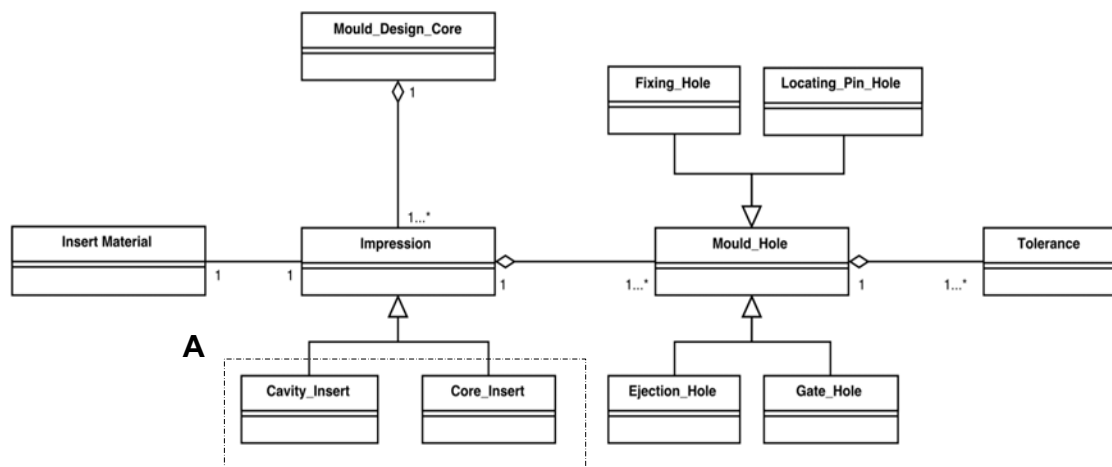 Mould_Design_Core
1
Fixing_Hole
Locating_Pin_Hole
1...*
Insert Material
Impression
Mould_Hole
Tolerance
1
1
1
1...*
1
1...*
A
Cavity_Insert
Core_Insert
Ejection_Hole
Gate_Hole